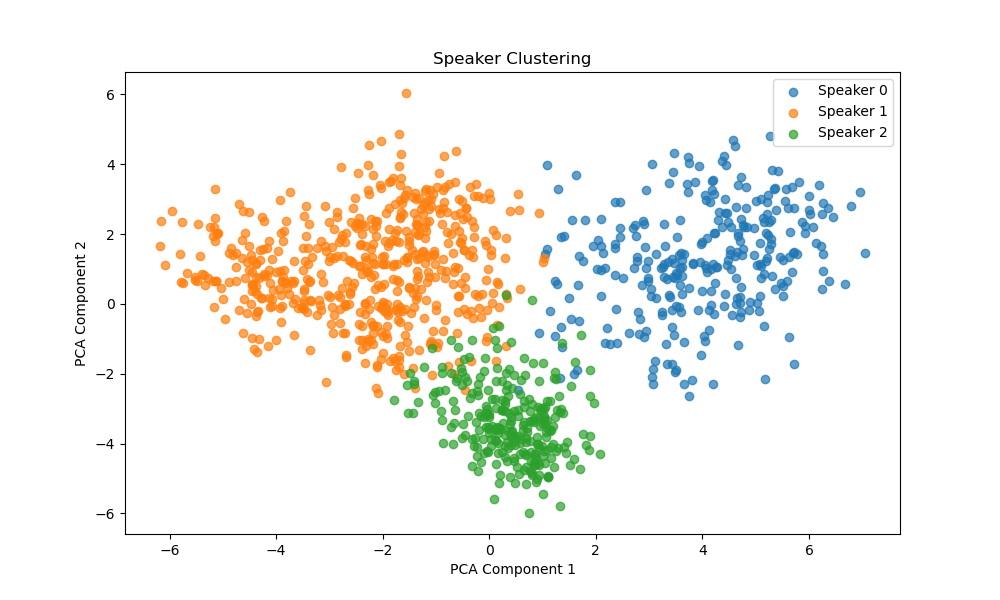 Speaker Clustering
Speaker 0
Speaker 1
Speaker 2
PCA Component 2
6
4
2
0
−2
−4
−6
−6
−4
−2
0
2
4
6
PCA Component 1